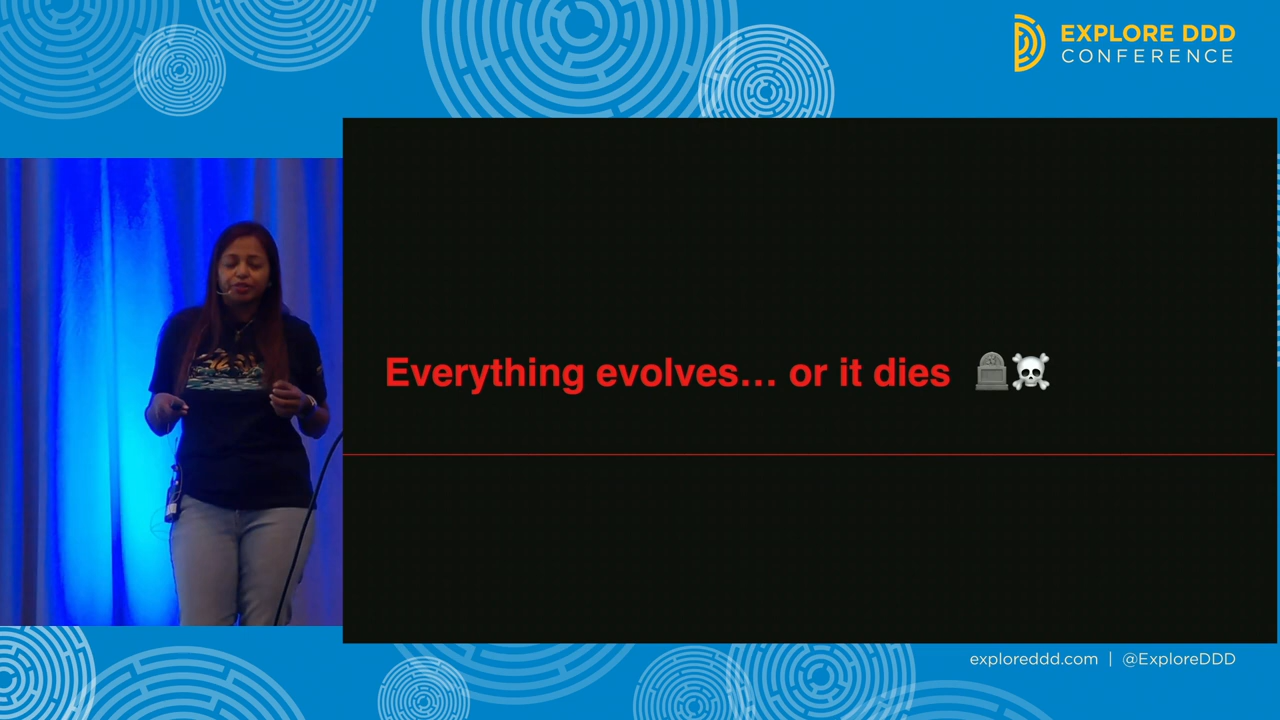 EXPLORE DDD
CONFERENCE
Everything evolves... or it dies 🪦☠️
exploreddd.com | @ExploreDDD